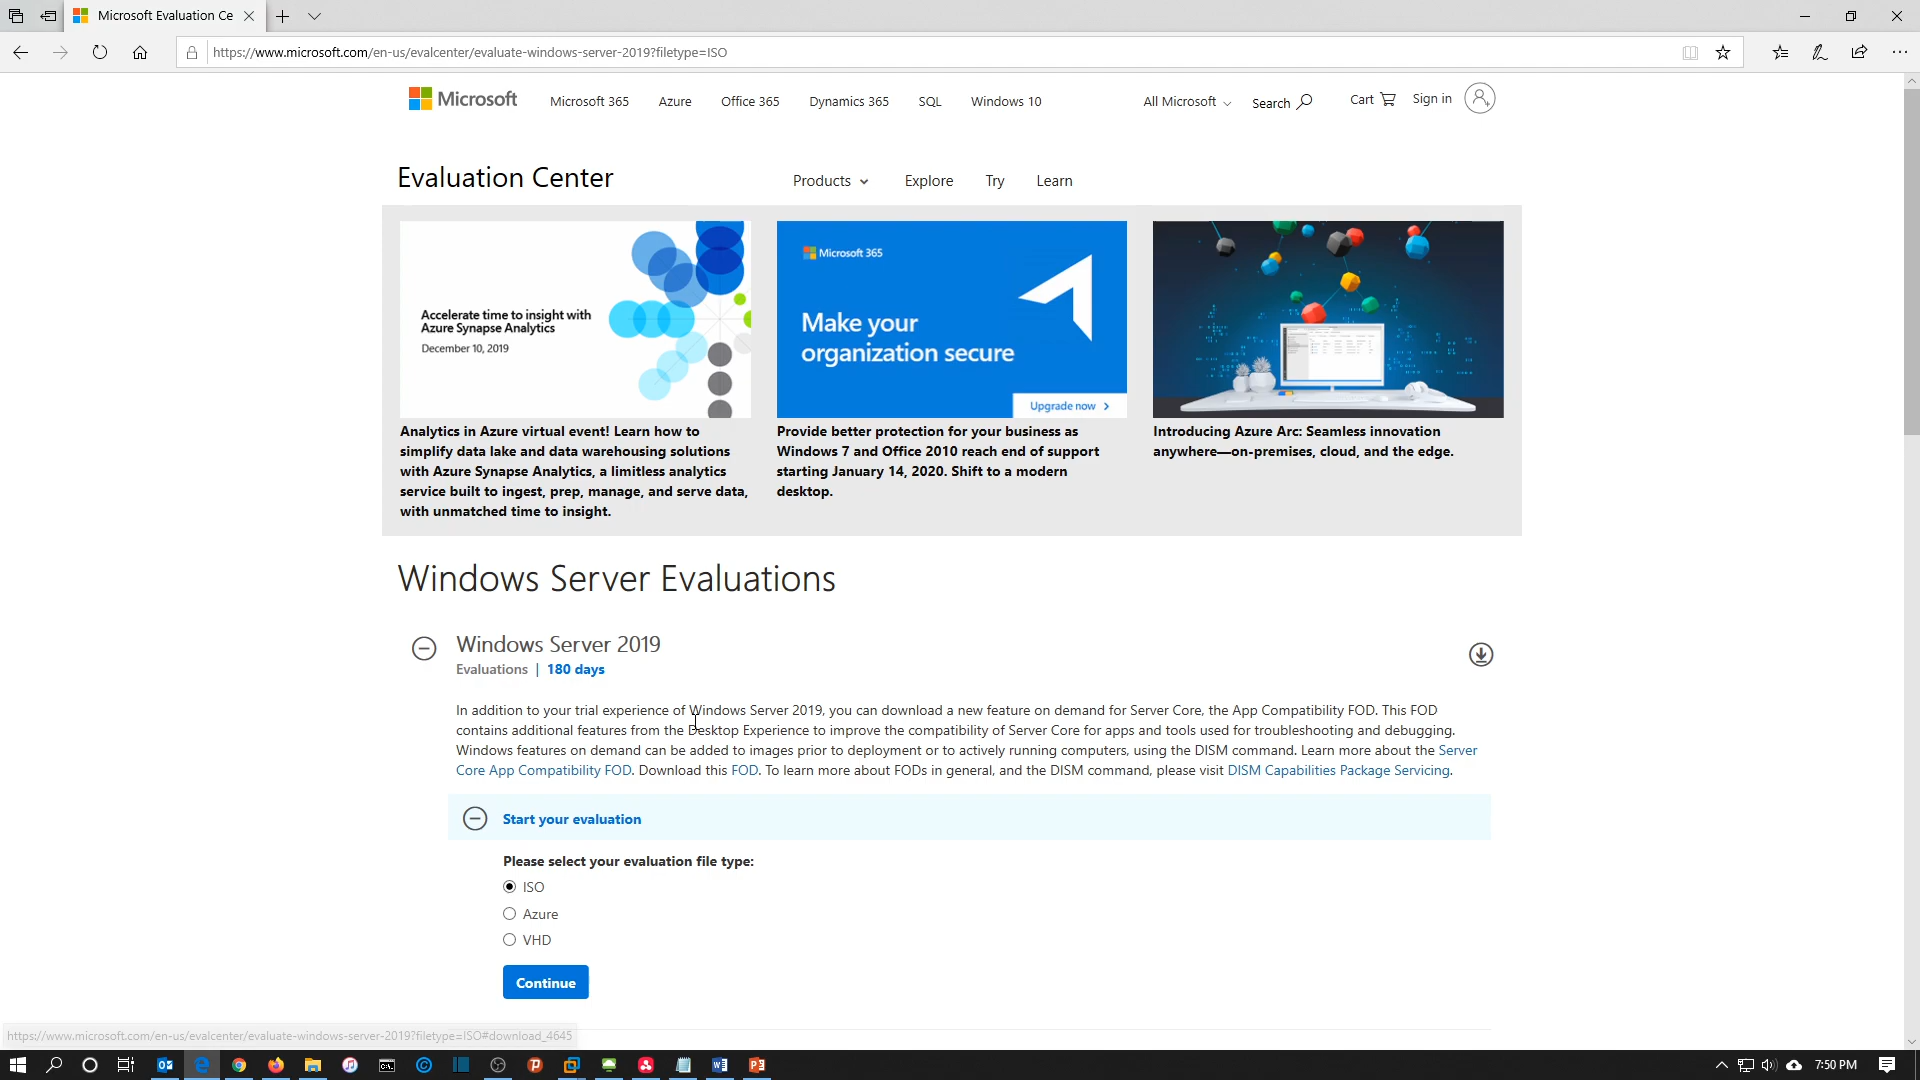 Microsoft Evaluation Ce
https://www.microsoft.com/en-us/evalcenter/evaluate-windows-server-2019?filetype=ISO
Microsoft
Microsoft 365
Azure
Office 365
Dynamics 365
SQL
Windows 10
All Microsoft
Search
Cart
Sign in
Evaluation Center
Products
Explore
Try
Learn
Accelerate time to insight with
Azure Synapse Analytics
December 10, 2019
Microsoft 365
Make your
organization secure
Upgrade now
Analytics in Azure virtual event! Learn how to
simplify data lake and data warehousing solutions
with Azure Synapse Analytics, a limitless analytics
service built to ingest, prep, manage, and serve data,
with unmatched time to insight.
Provide better protection for your business as
Windows 7 and Office 2010 reach end of support
starting January 14, 2020. Shift to a modern
desktop.
Introducing Azure Arc: Seamless innovation
anywhere—on-premises, cloud, and the edge.
Windows Server Evaluations
Windows Server 2019
Evaluations | 180 days
In addition to your trial experience of Windows Server 2019, you can download a new feature on demand for Server Core, the App Compatibility FOD. This FOD
contains additional features from the Desktop Experience to improve the compatibility of Server Core for apps and tools used for troubleshooting and debugging.
Windows features on demand can be added to images prior to deployment or to actively running computers, using the DISM command. Learn more about the Server
Core App Compatibility FOD. Download this FOD. To learn more about FODs in general, and the DISM command, please visit DISM Capabilities Package Servicing.
Start your evaluation
Please select your evaluation file type:
ISO
Azure
VHD
Continue
https://www.microsoft.com/en-us/evalcenter/evaluate-windows-server-2019?filetype=ISO#download_4645
7:50 PM